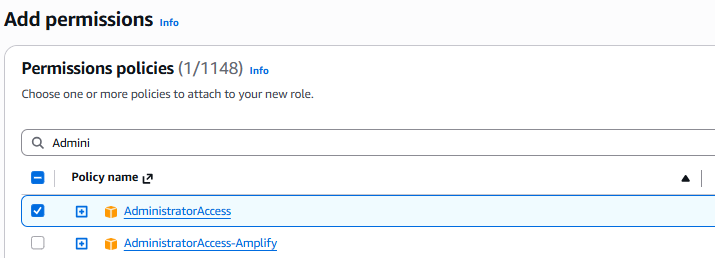 Add permissions Info
Permissions policies (1/1148) Info
Choose one or more policies to attach to your new role.
Admini
Policy name
AdministratorAccess
AdministratorAccess-Amplify